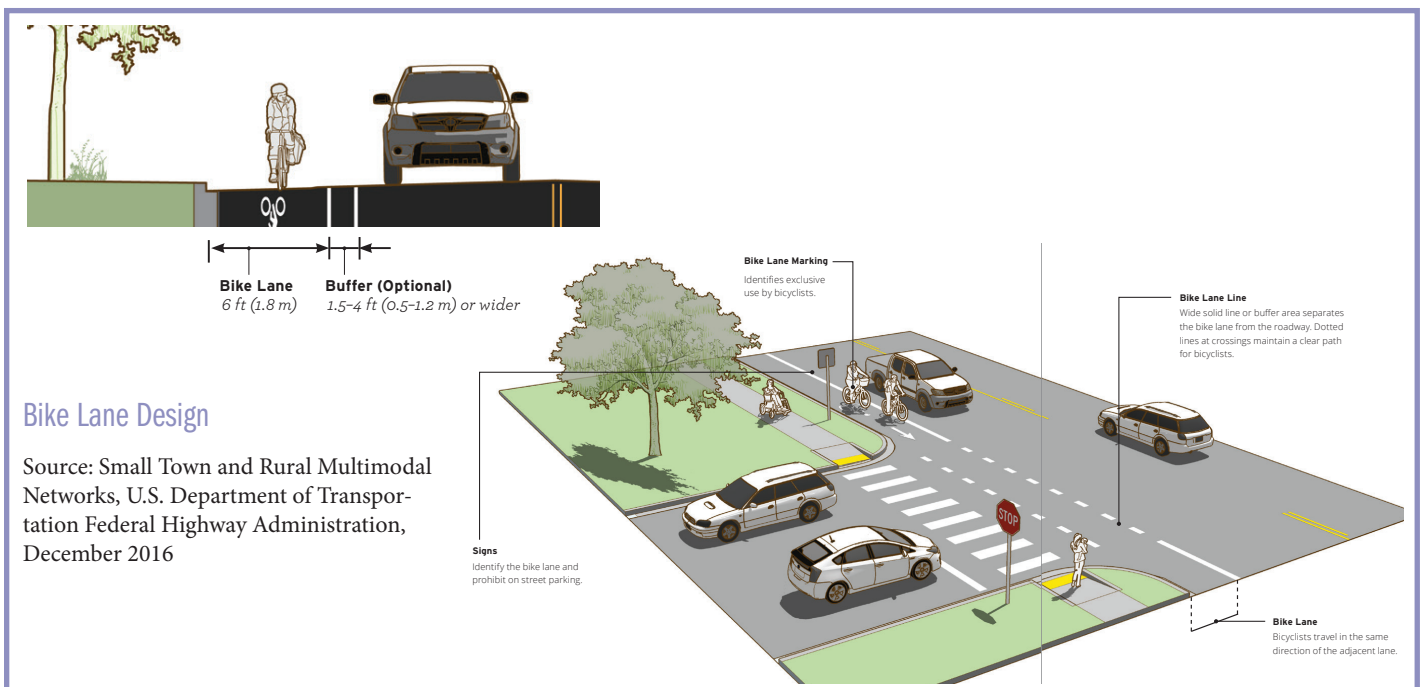 Bike Lane
6 ft (1.8 m)
Buffer (Optional)
1.5–4 ft (0.5–1.2 m) or wider
Bike Lane Design
Source: Small Town and Rural Multimodal
Networks, U.S. Department of Transpor-
tation Federal Highway Administration,
December 2016
Bike Lane Marking
Identifies exclusive
use by bicyclists.
Bike Lane Line
Wide solid line or buffer area separates
the bike lane from the roadway. Dotted
lines at crossings maintain a clear path
for bicyclists.
Signs
Identify the bike lane and
prohibit on street parking.
STOP
Bike Lane
Bicyclists travel in the same
direction of the adjacent lane.